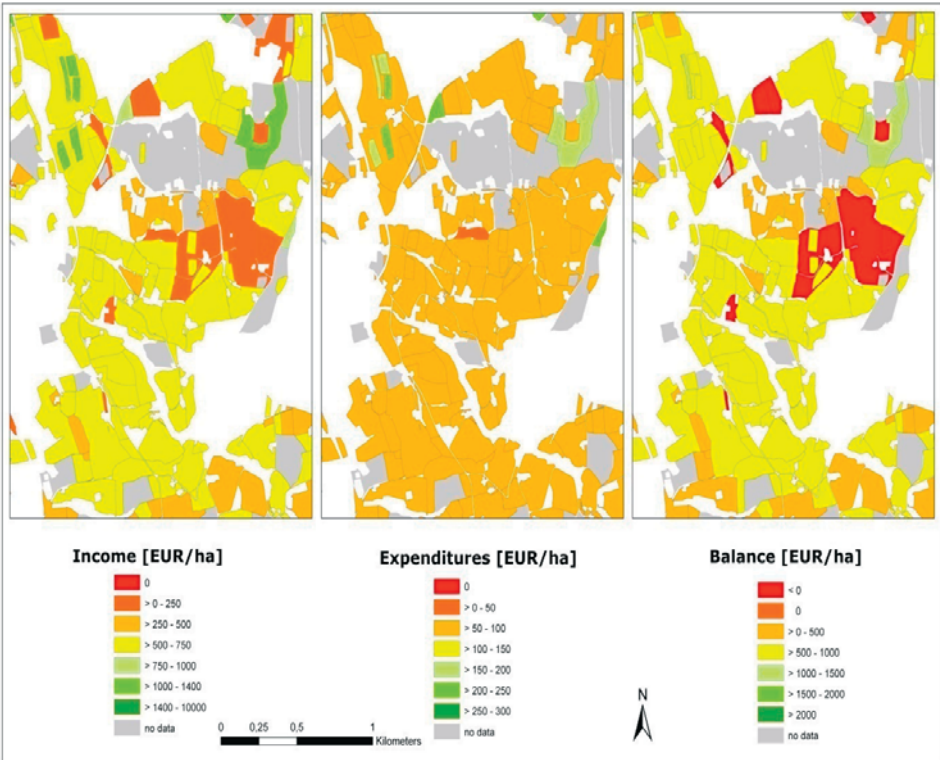 Income [EUR/ha]
0
> 0 - 250
> 250 - 500
> 500 - 750
> 750 - 1000
> 1000 - 1400
> 1400 - 10000
no data
Expenditures [EUR/ha]
0
> 0 - 50
> 50 - 100
> 100 - 150
> 150 - 200
> 200 - 250
> 250 - 300
no data
Balance [EUR/ha]
< 0
0
> 0 - 500
> 500 - 1000
> 1000 - 1500
> 1500 - 2000
> 2000
no data
0 0,25 0,5 1
Kilometers
N